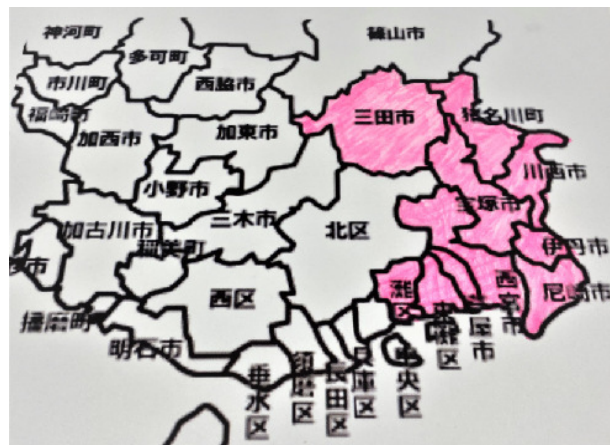 神河町
多可町
篠山市
市川町
西脇市
三田市
猪名川町
福崎町
加西市
加東市
川西市
小野市
宝塚市
加古川市
三木市
北区
稲美町
伊丹市
西区
灘区
西宮市
尼崎市
播磨町
東灘区
芦屋市
明石市
垂水区
須磨区
長田区
兵庫区
中央区